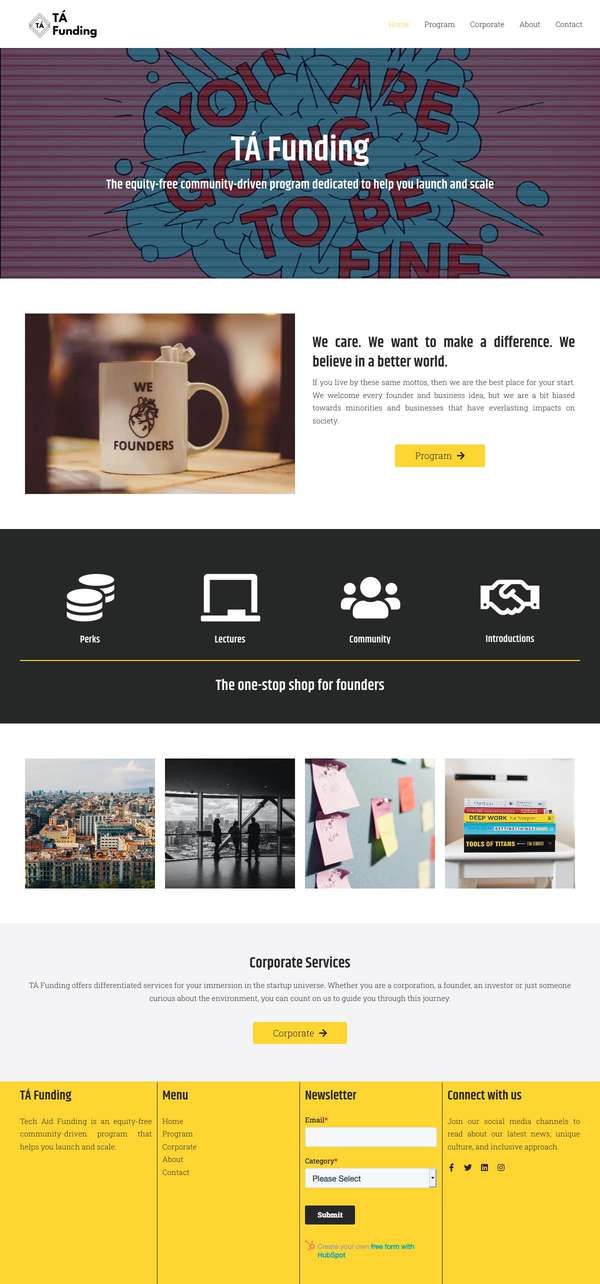 TÁ
TÁ
Funding
Home
Program
Corporate
About
Contact
YOU ARE
GOING
TO BE
FINE
TÁ Funding
The equity-free community-driven program dedicated to help you launch and scale
WE
FOUNDERS
We care. We want to make a difference. We
believe in a better world.
If you live by these same mottos, then we are the best place for your start.
We welcome every founder and business idea, but we are a bit biased
towards minorities and businesses that have everlasting impacts on
society.
Program
Perks
Lectures
Community
Introductions
The one-stop shop for founders
DEEP WORK
TOOLS OF TITANS
Corporate Services
TÁ Funding offers differentiated services for your immersion in the startup universe. Whether you are a corporation, a founder, an investor or just someone
curious about the environment, you can count on us to guide you through this journey.
Corporate
TÁ Funding
Tech Aid Funding is an equity-free
community-driven program that
helps you launch and scale.
Menu
Home
Program
Corporate
About
Contact
Newsletter
Email*
Category*
Please Select
Submit
Create your own free form with
HubSpot
Connect with us
Join our social media channels to
read about our latest news, unique
culture, and inclusive approach.